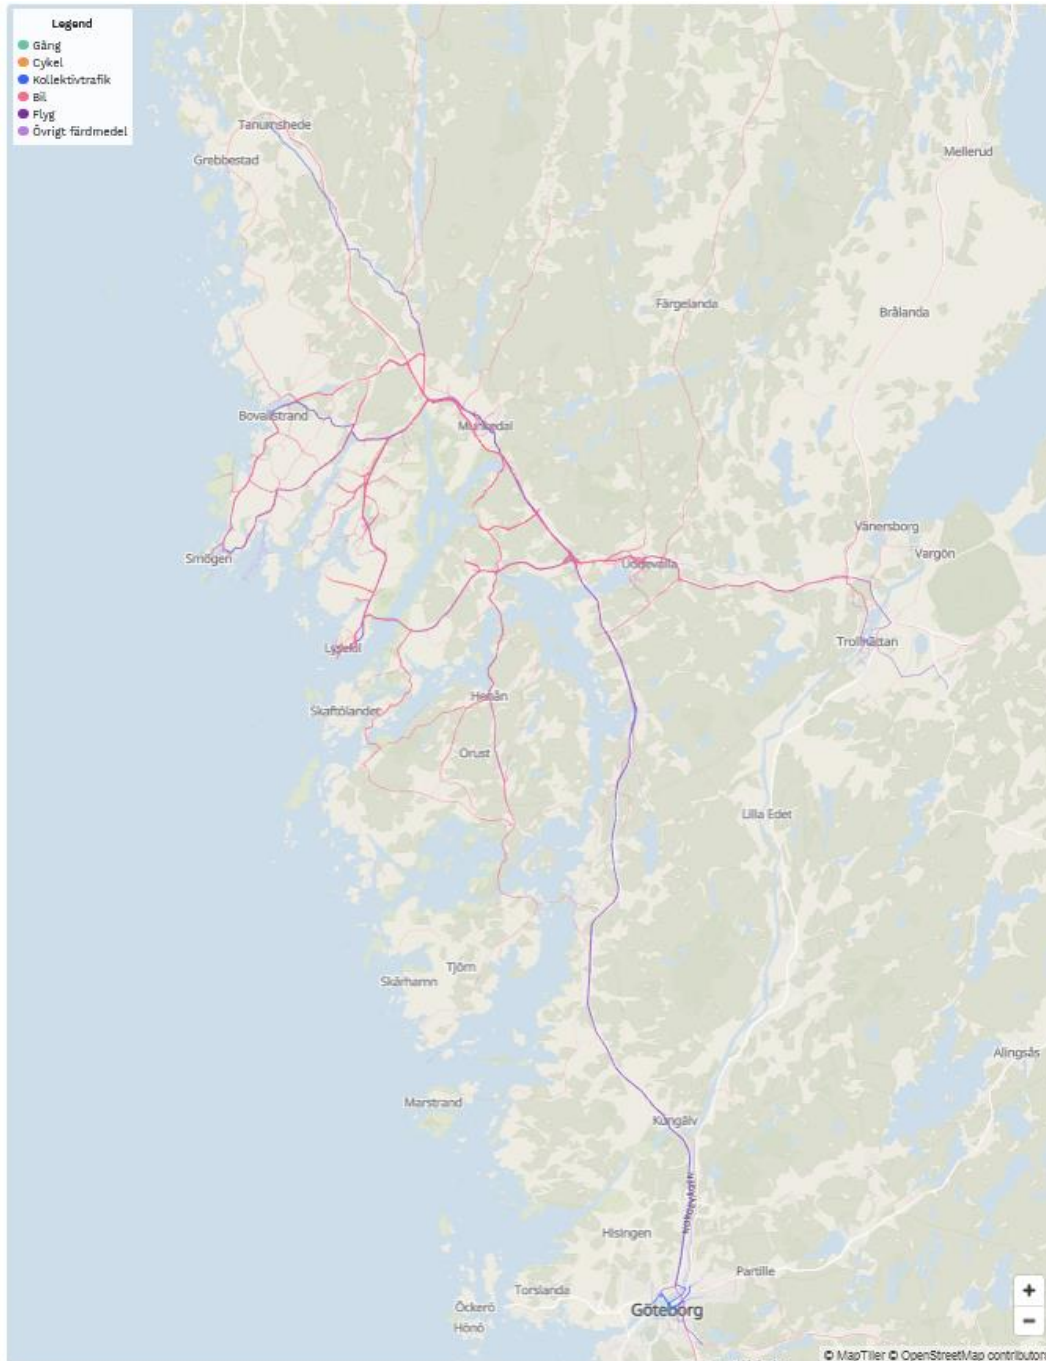 Legend
Gång
Cykel
Kollektivtrafik
Bil
Flyg
Övrigt färdmedel
Tanumshede
Grebbestad
Mellerud
Färgelanda
Brålanda
Bovallstrand
Munkedal
Vänersborg
Vargön
Smögen
Uddevalla
Trollhättan
Lysekil
Henån
Skaftölandet
Orust
Lilla Edet
Tjörn
Skärhamn
Alingsås
Marstrand
Kungälv
Hisingen
Partille
Torslanda
Göteborg
Öckerö
Hönö
+
−
© MapTiler © OpenStreetMap contributors